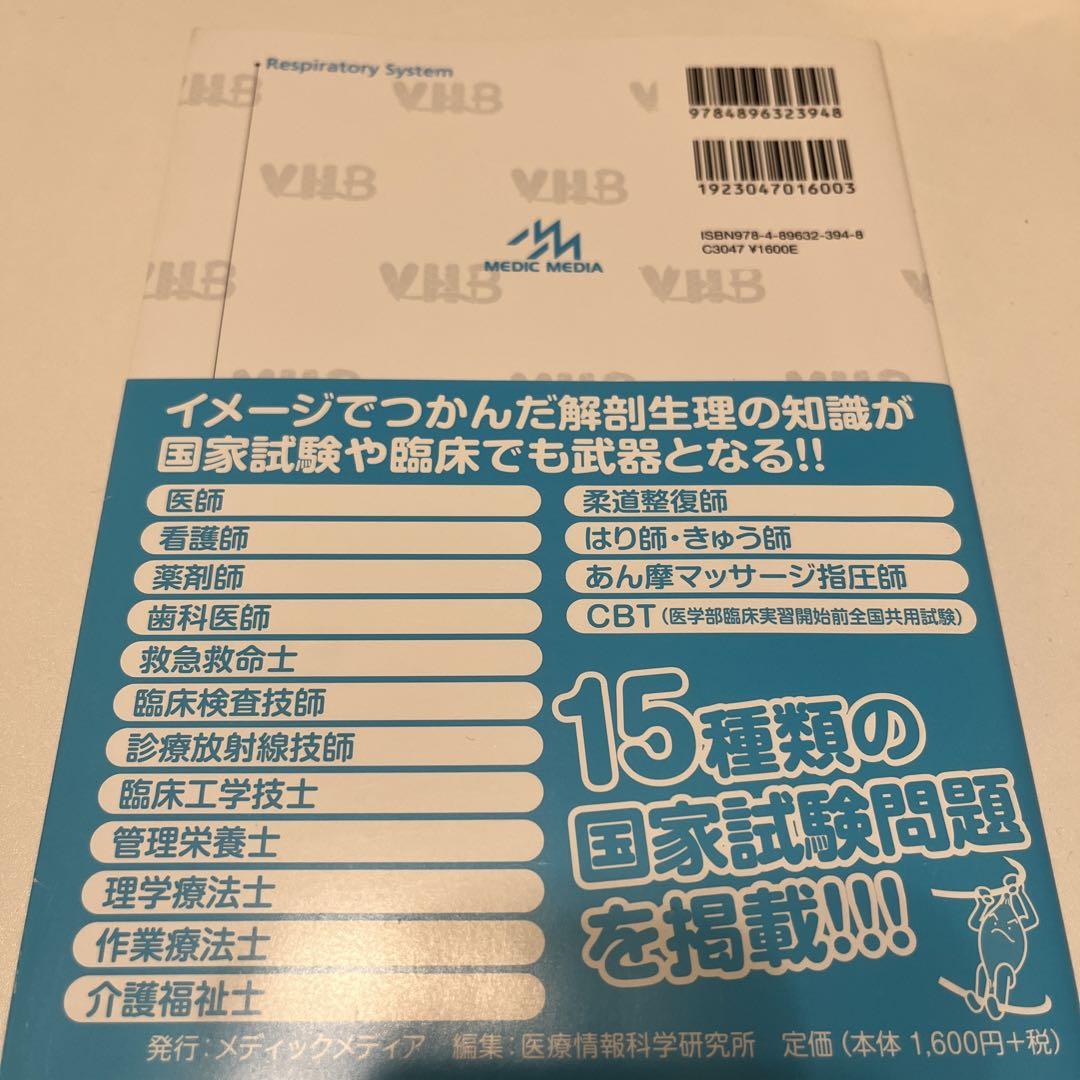 Respiratory System
9784896323948
1923047016003
ISBN978-4-89632-394-8
C3047 ¥1600E
MEDIC MEDIA
イメージでつかんだ解剖生理の知識が
国家試験や臨床でも武器となる!!
医師
看護師
薬剤師
歯科医師
救急救命士
臨床検査技師
診療放射線技師
臨床工学技士
管理栄養士
理学療法士
作業療法士
介護福祉士
柔道整復師
はり師・きゅう師
あん摩マッサージ指圧師
CBT(医学部臨床実習開始前全国共用試験)
15種類の
国家試験問題
を掲載!!!
発行:メディックメディア 編集:医療情報科学研究所 定価(本体 1,600円+税)